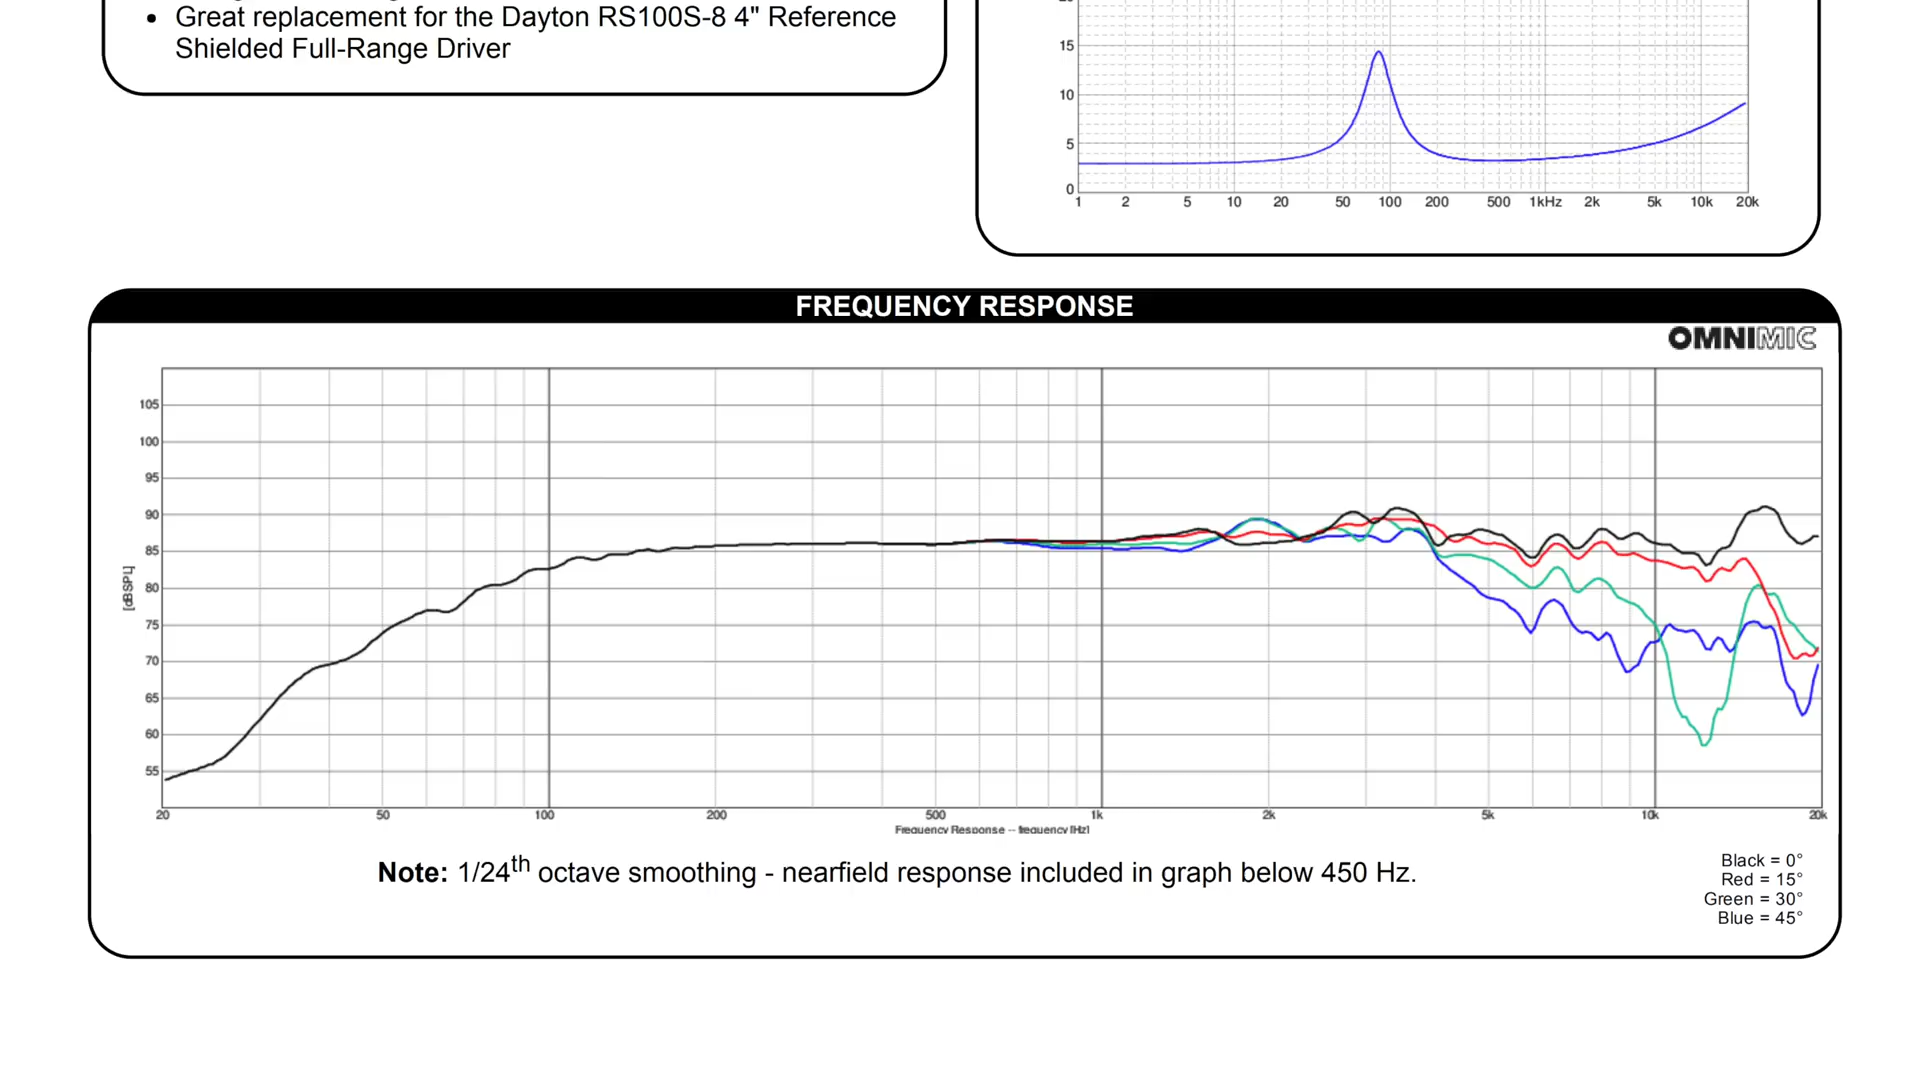 • Great replacement for the Dayton RS100S-8 4" Reference
Shielded Full-Range Driver
15
10
5
0
1 2 5 10 20 50 100 200 500 1kHz 2k 5k 10k 20k
FREQUENCY RESPONSE
OMNIMIC
105
100
95
90
85
80
75
70
65
60
55
[dBSPL]
20 50 100 200 500 1k 2k 5k 10k 20k
Frequency Response -- frequency [Hz]
Note: 1/24th octave smoothing - nearfield response included in graph below 450 Hz.
Black = 0°
Red = 15°
Green = 30°
Blue = 45°